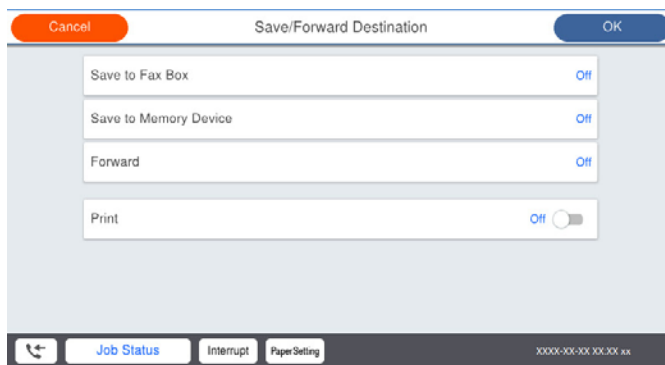 Cancel Save/Forward Destination OK
Save to Fax Box Off
Save to Memory Device Off
Forward Off
Print Off
Job Status Interrupt PaperSetting XXXX-XX-XX XX:XX xx